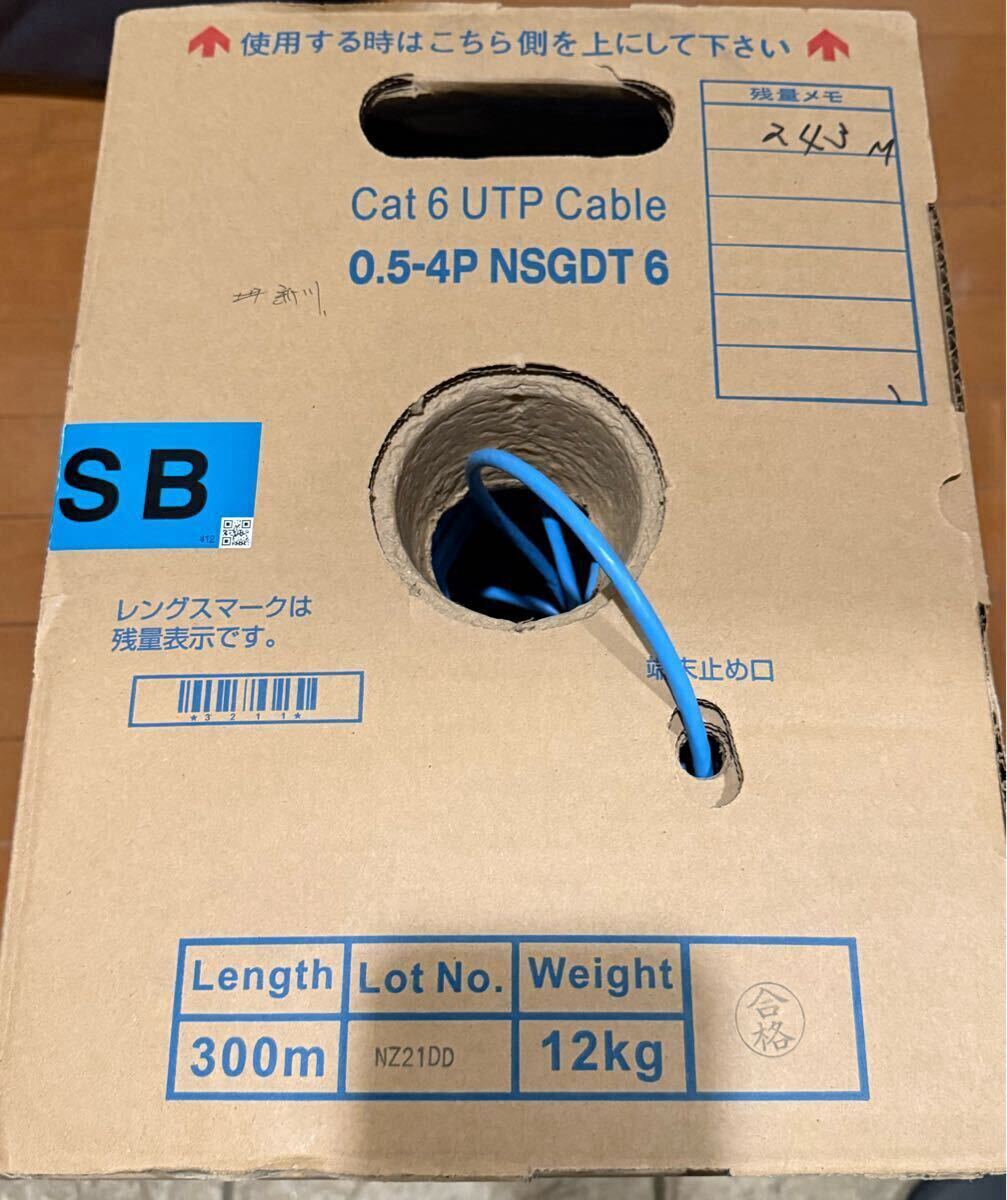 使用する時はこちら側を上にして下さい
残量メモ
243 M
Cat 6 UTP Cable
0.5-4P NSGDT 6
SB
412
レングスマークは
残量表示です。
端末止め口
*3211*
Length Lot No. Weight
300m NZ21DD 12kg
合格